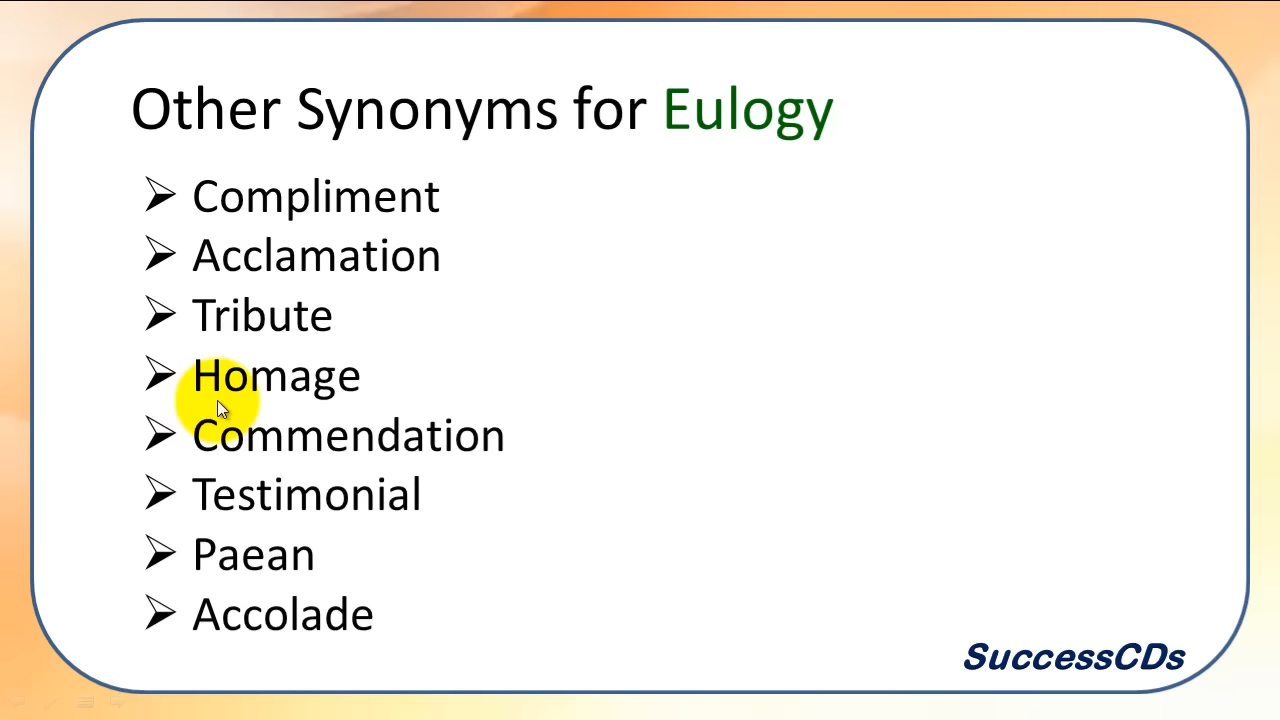 Other Synonyms for Eulogy
Compliment
Acclamation
Tribute
Homage
Commendation
Testimonial
Paean
Accolade
SuccessCDs